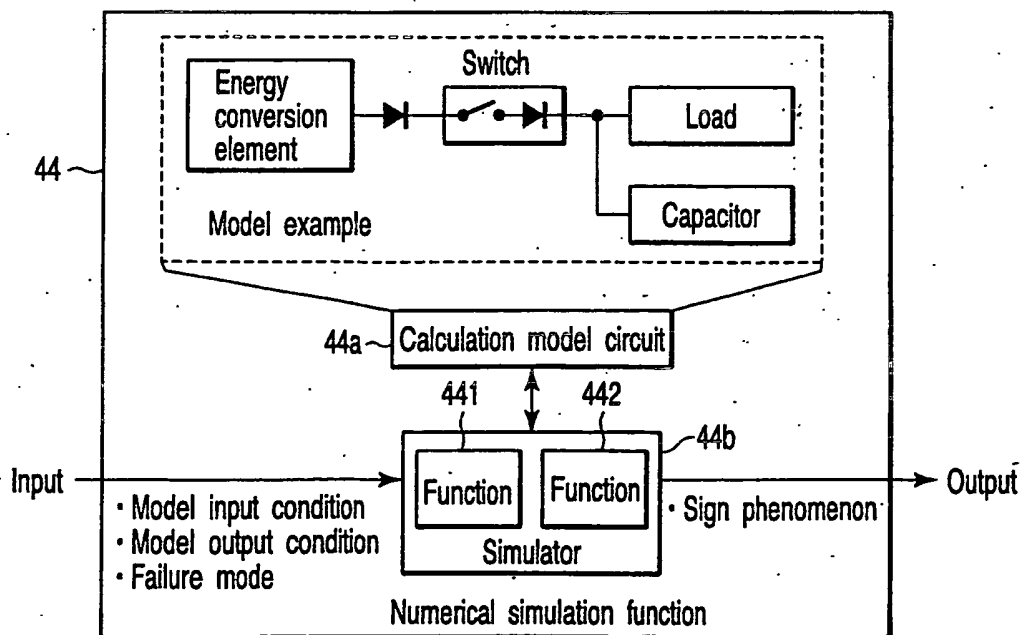 Energy
conversion
element
Switch
Load
Capacitor
Model example
44
44a
Calculation model circuit
441
442
44b
Input
Function
Function
Output
· Model input condition
· Model output condition
· Failure mode
Simulator
· Sign phenomenon
Numerical simulation function